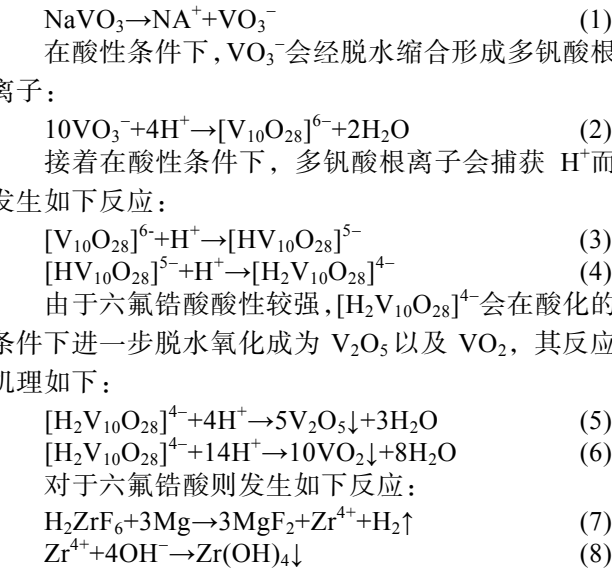 NaVO₃→NA⁺+VO₃⁻ (1)
在酸性条件下,VO₃⁻会经脱水缩合形成多钒酸根
离子:
10VO₃⁻+4H⁺→[V₁₀O₂₈]⁶⁻+2H₂O (2)
接着在酸性条件下，多钒酸根离子会捕获 H⁺而
发生如下反应：
[V₁₀O₂₈]⁶⁻+H⁺→[HV₁₀O₂₈]⁵⁻ (3)
[HV₁₀O₂₈]⁵⁻+H⁺→[H₂V₁₀O₂₈]⁴⁻ (4)
由于六氟锆酸酸性较强,[H₂V₁₀O₂₈]⁴⁻会在酸化的
条件下进一步脱水氧化成为 V₂O₅以及 VO₂，其反应
机理如下：
[H₂V₁₀O₂₈]⁴⁻+4H⁺→5V₂O₅↓+3H₂O (5)
[H₂V₁₀O₂₈]⁴⁻+14H⁺→10VO₂↓+8H₂O (6)
对于六氟锆酸则发生如下反应：
H₂ZrF₆+3Mg→3MgF₂+Zr⁴⁺+H₂↑ (7)
Zr⁴⁺+4OH⁻→Zr(OH)₄↓ (8)